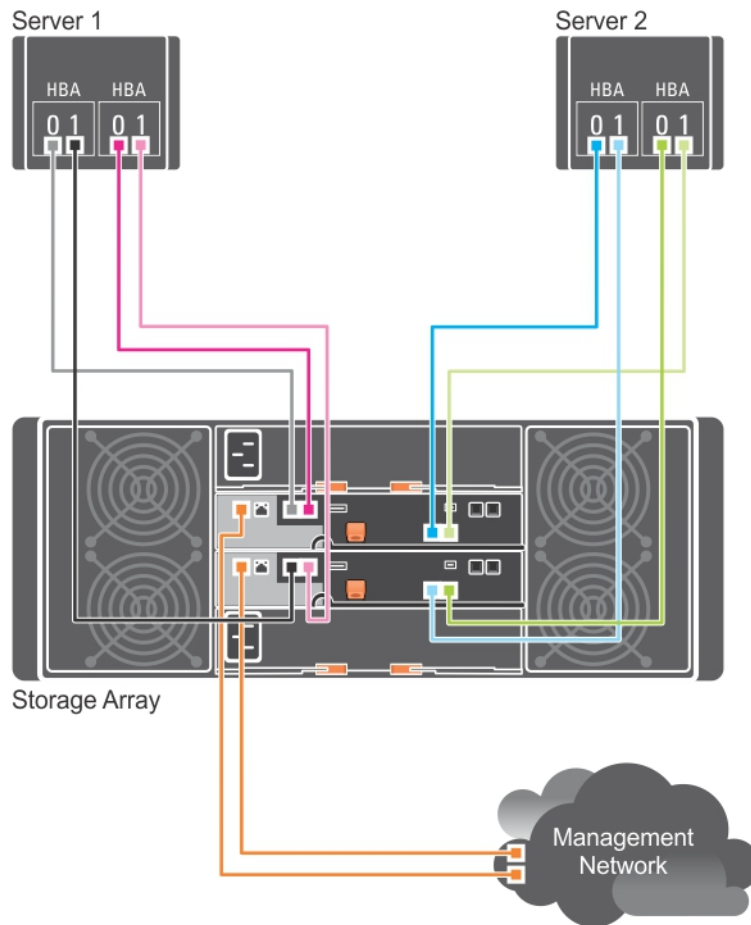 Server 1
Server 2
HBA HBA
0 1 0 1
HBA HBA
0 1 0 1
Storage Array
Management
Network